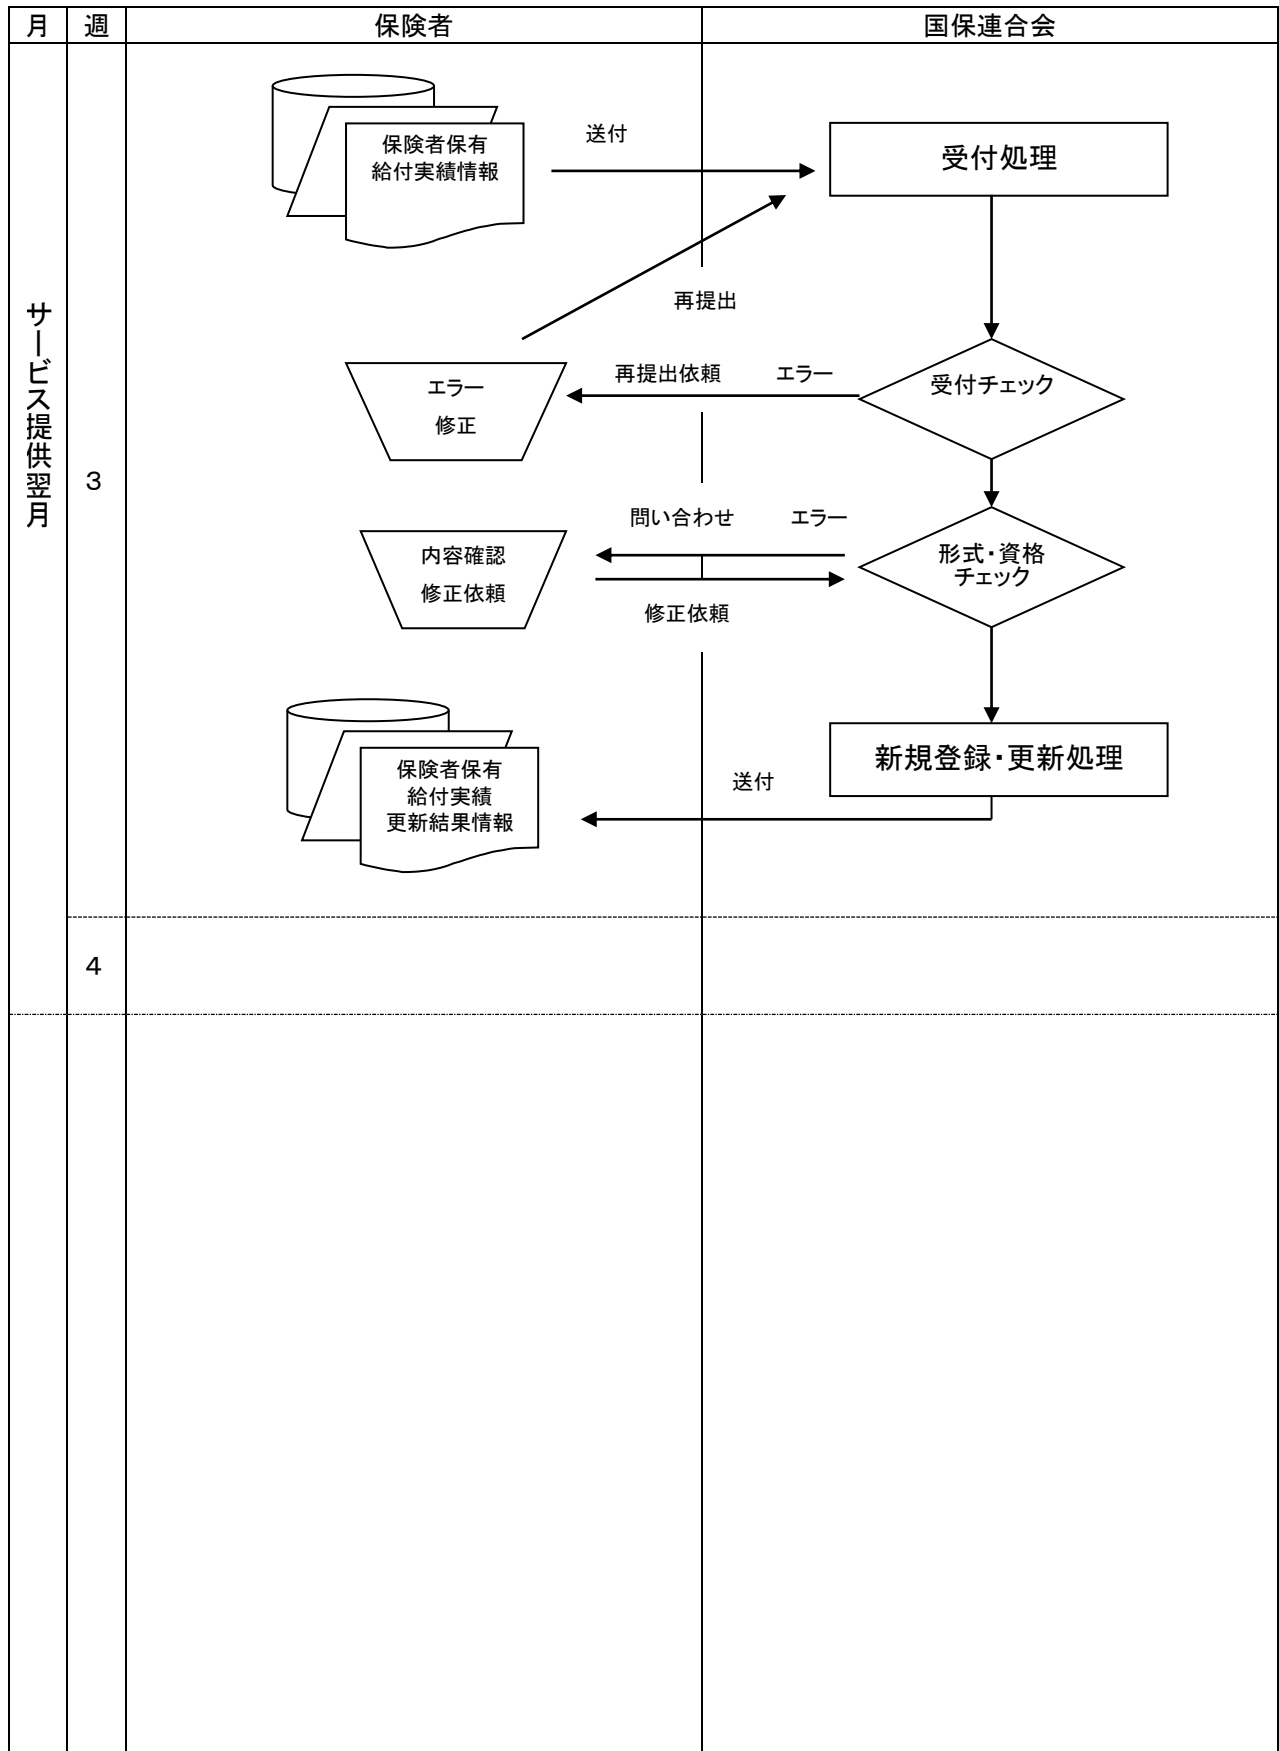 月
週
保険者
国保連合会
サービス提供翌月
3
保険者保有
給付実績情報
送付
受付処理
再提出
エラー
修正
再提出依頼
エラー
受付チェック
内容確認
修正依頼
問い合わせ
エラー
形式・資格
チェック
修正依頼
保険者保有
給付実績
更新結果情報
送付
新規登録・更新処理
4